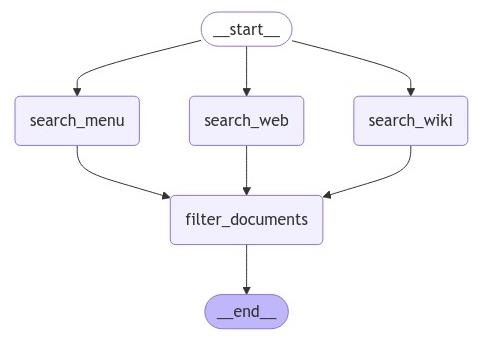 __start__
search_menu
search_web
search_wiki
filter_documents
__end__